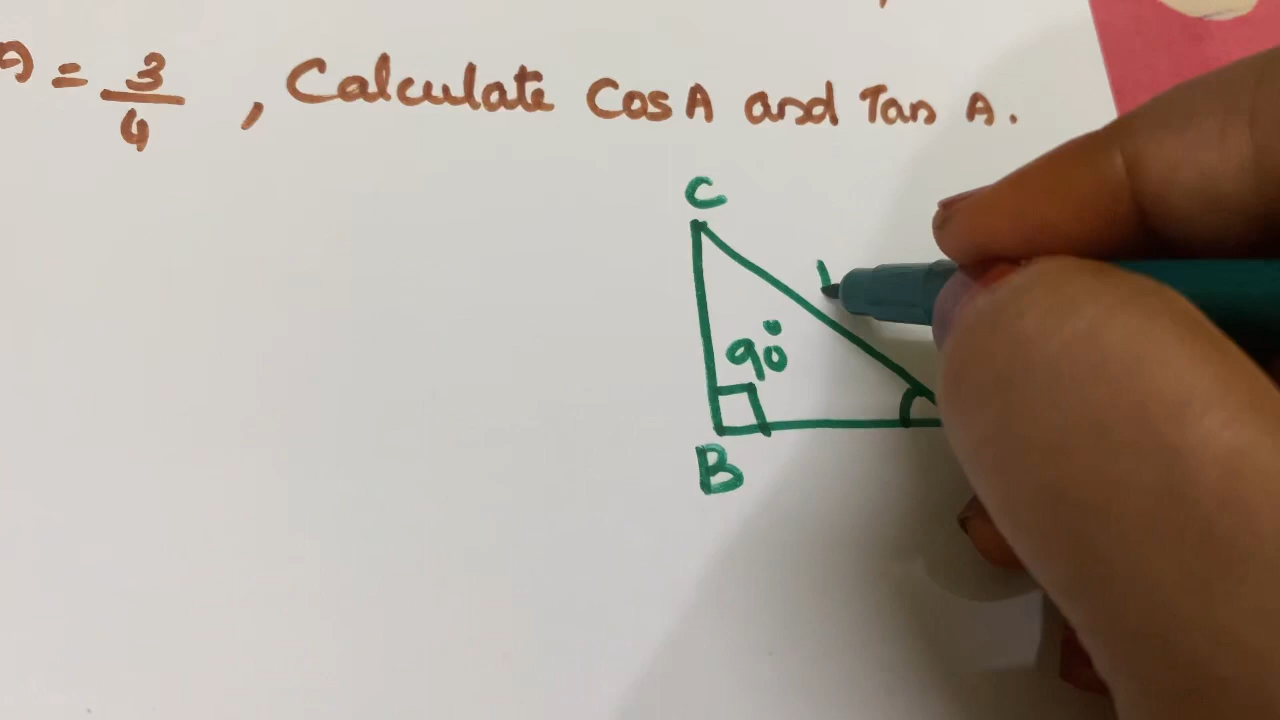 A = 3/4, Calculate Cos A and Tan A.
C
90°
B